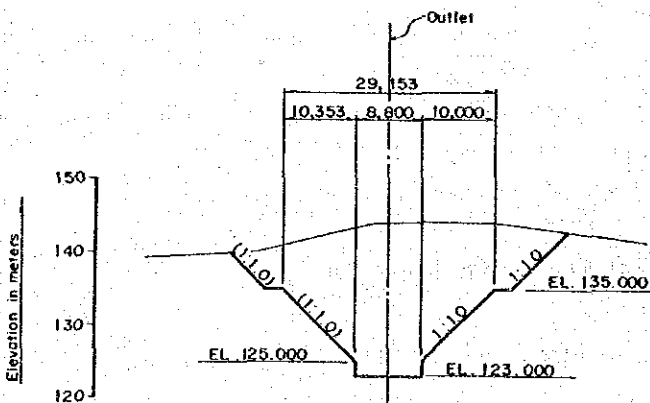 Outlet
29,153
10,353 8,800 10,000
150
140
130
120
Elevation in meters
(1:1.0)
(1:1.0)
1:1.0
1:1.0
EL. 135.000
EL. 125.000
EL. 123.000